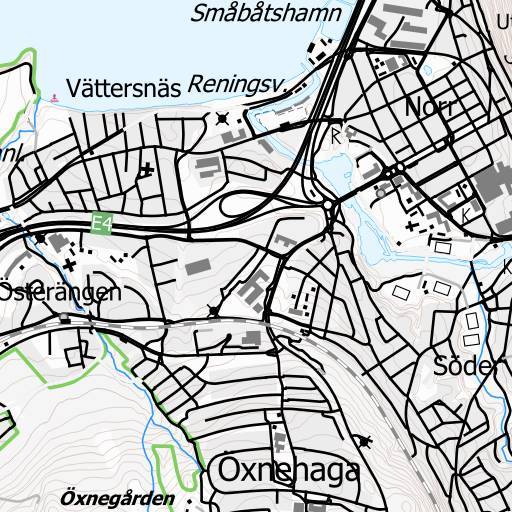 Småbåtshamn
Vättersnäs
Reningsv.
Norr
R
K
E4
Österängen
Söder
Öxnehaga
Öxnegården